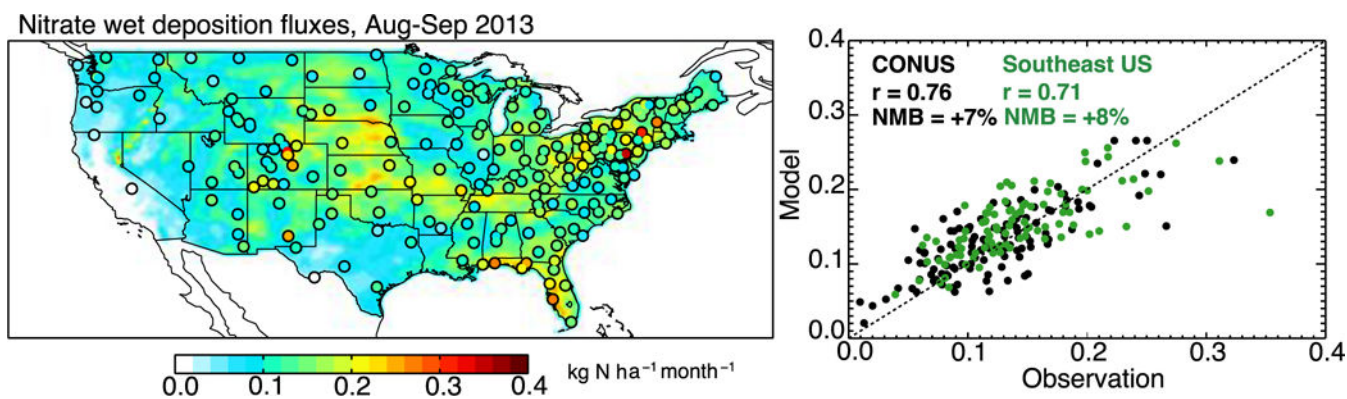 Nitrate wet deposition fluxes, Aug-Sep 2013
0.0 0.1 0.2 0.3 0.4
kg N ha⁻¹ month⁻¹
CONUS Southeast US
r = 0.76 r = 0.71
NMB = +7% NMB = +8%
0.4
0.3
0.2
0.1
0.0
Model
0.0 0.1 0.2 0.3 0.4
Observation